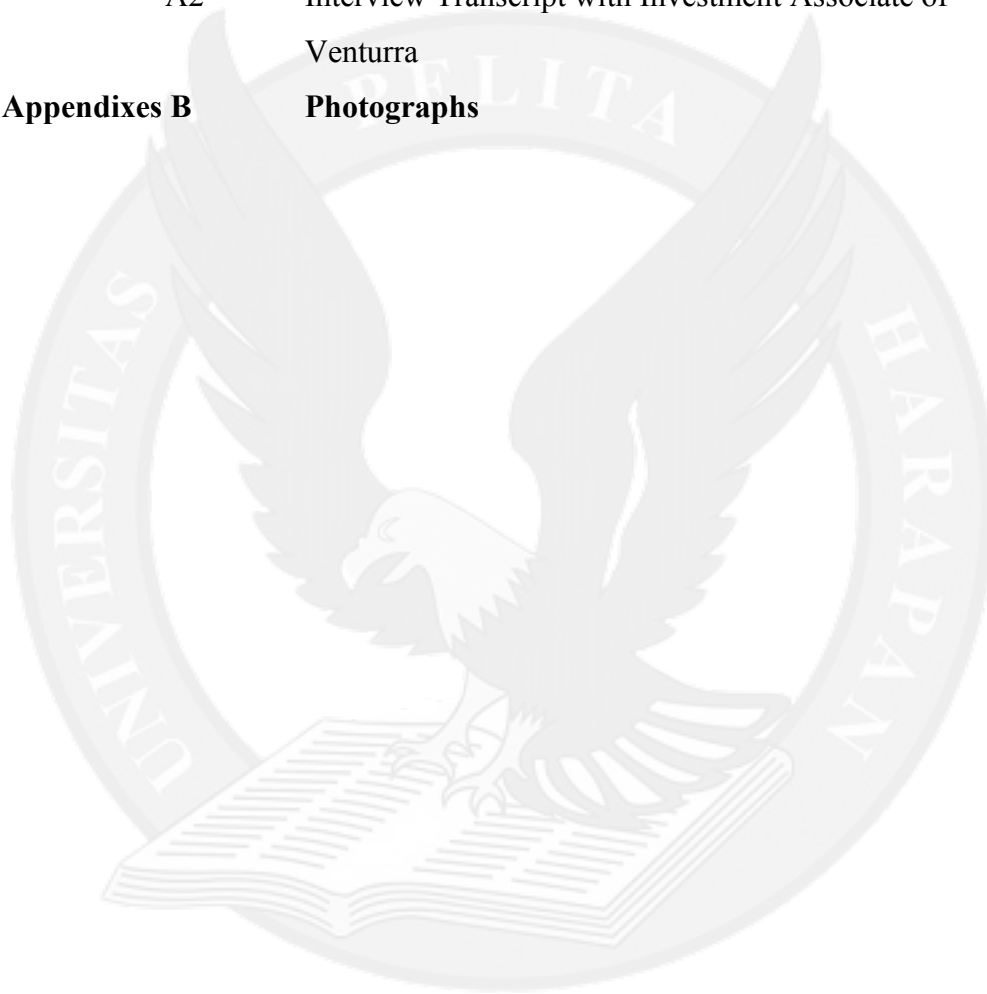 A2 Interview Transcript with Investment Associate of
Venturra
Appendixes B Photographs
UNIVERSITAS PELITA HARAPAN